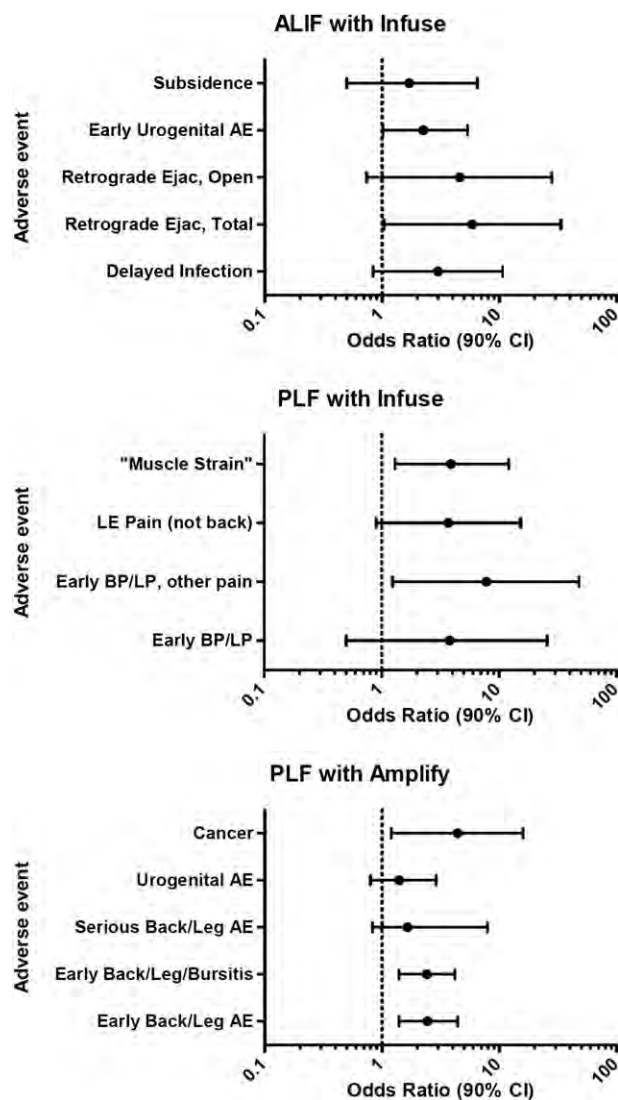 ALIF with Infuse
Adverse event
Subsidence
Early Urogenital AE
Retrograde Ejac, Open
Retrograde Ejac, Total
Delayed Infection
0.1 1 10 100
Odds Ratio (90% CI)
PLF with Infuse
Adverse event
"Muscle Strain"
LE Pain (not back)
Early BP/LP, other pain
Early BP/LP
0.1 1 10 100
Odds Ratio (90% CI)
PLF with Amplify
Adverse event
Cancer
Urogenital AE
Serious Back/Leg AE
Early Back/Leg/Bursitis
Early Back/Leg AE
0.1 1 10 100
Odds Ratio (90% CI)